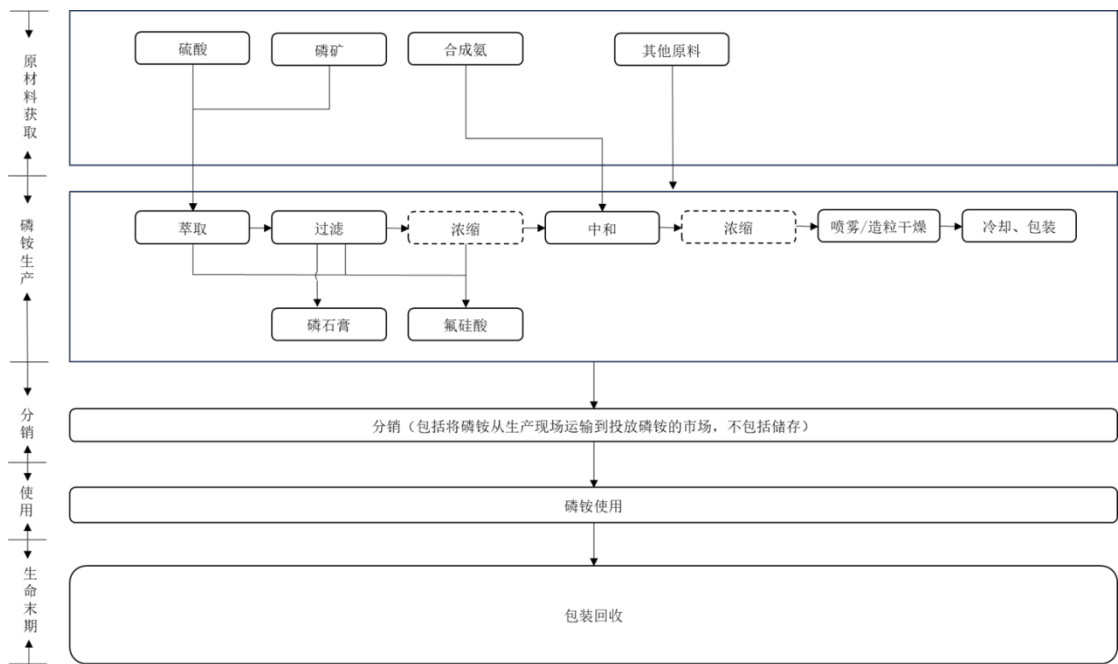 原材料获取
硫酸
磷矿
合成氨
其他原料
磷铵生产
萃取
过滤
浓缩
中和
浓缩
喷雾/造粒干燥
冷却、包装
磷石膏
氟硅酸
分销
分销（包括将磷铵从生产现场运输到投放磷铵的市场，不包括储存）
使用
磷铵使用
生命末期
包装回收